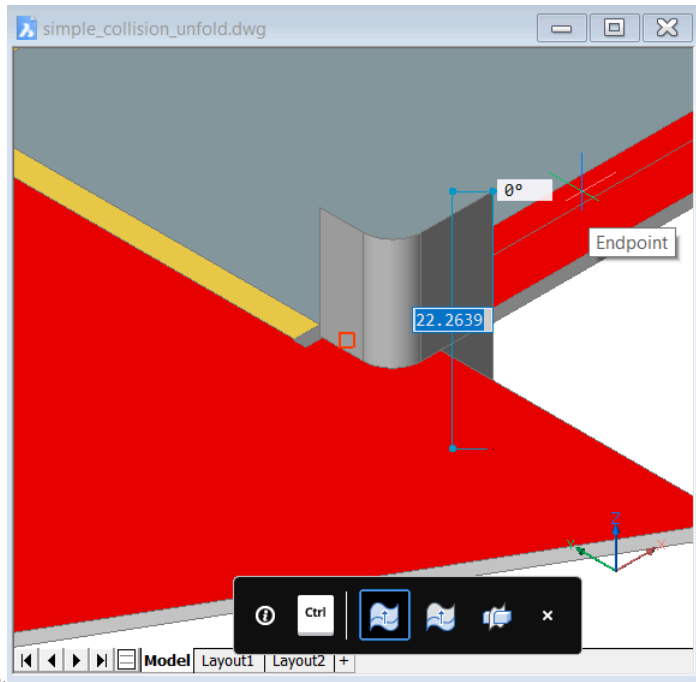 simple_collision_unfold.dwg
0°
Endpoint
22.2639
Z
Y X
Ctrl
Model Layout1 Layout2 +